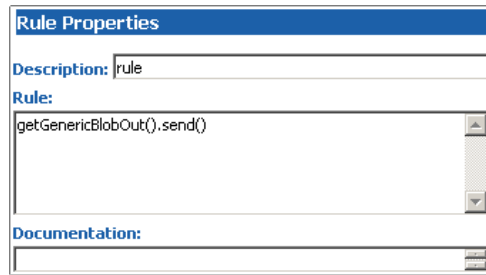 Rule Properties
Description: rule
Rule:
getGenericBlobOut().send()
Documentation: